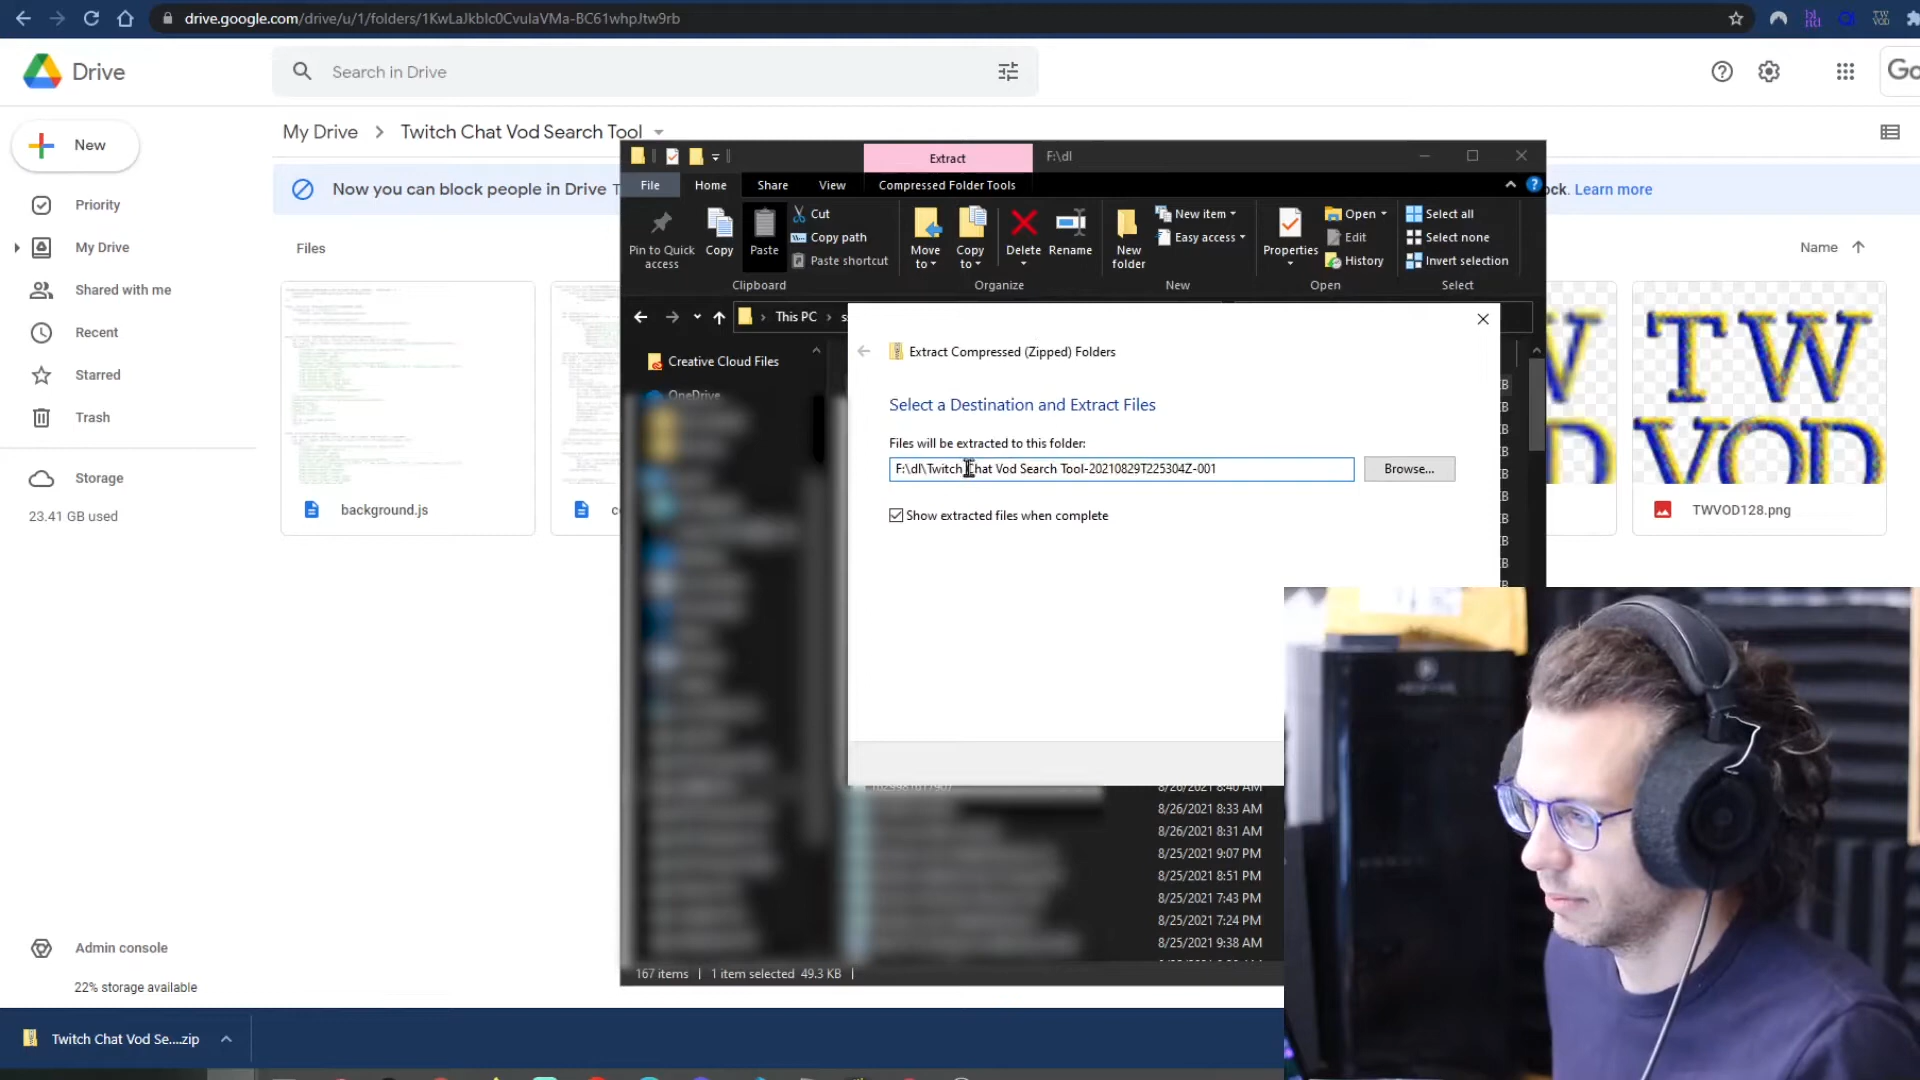 drive.google.com/drive/u/1/folders/1KwLaJkblc0CvulaVMa-BC61whpJtw9rb
Drive
Search in Drive
My Drive > Twitch Chat Vod Search Tool
New
Now you can block people in Drive
ock. Learn more
Priority
My Drive
Shared with me
Recent
Starred
Trash
Storage
23.41 GB used
Admin console
22% storage available
Files
Name
background.js
TW
VOD
TWVOD128.png
Extract
F:\dl
File
Home
Share
View
Compressed Folder Tools
Pin to Quick access
Copy
Paste
Cut
Copy path
Paste shortcut
Clipboard
Move to
Copy to
Delete
Rename
Organize
New folder
New item
Easy access
New
Properties
Open
Edit
History
Open
Select all
Select none
Invert selection
Select
This PC
Creative Cloud Files
OneDrive
Extract Compressed (Zipped) Folders
Select a Destination and Extract Files
Files will be extracted to this folder:
F:\dl\Twitch Chat Vod Search Tool-20210829T225304Z-001
Browse...
Show extracted files when complete
8/26/2021 8:40 AM
8/26/2021 8:33 AM
8/26/2021 8:31 AM
8/25/2021 9:07 PM
8/25/2021 8:51 PM
8/25/2021 7:43 PM
8/25/2021 7:24 PM
8/25/2021 9:38 AM
167 items
1 item selected 49.3 KB
Twitch Chat Vod Se....zip